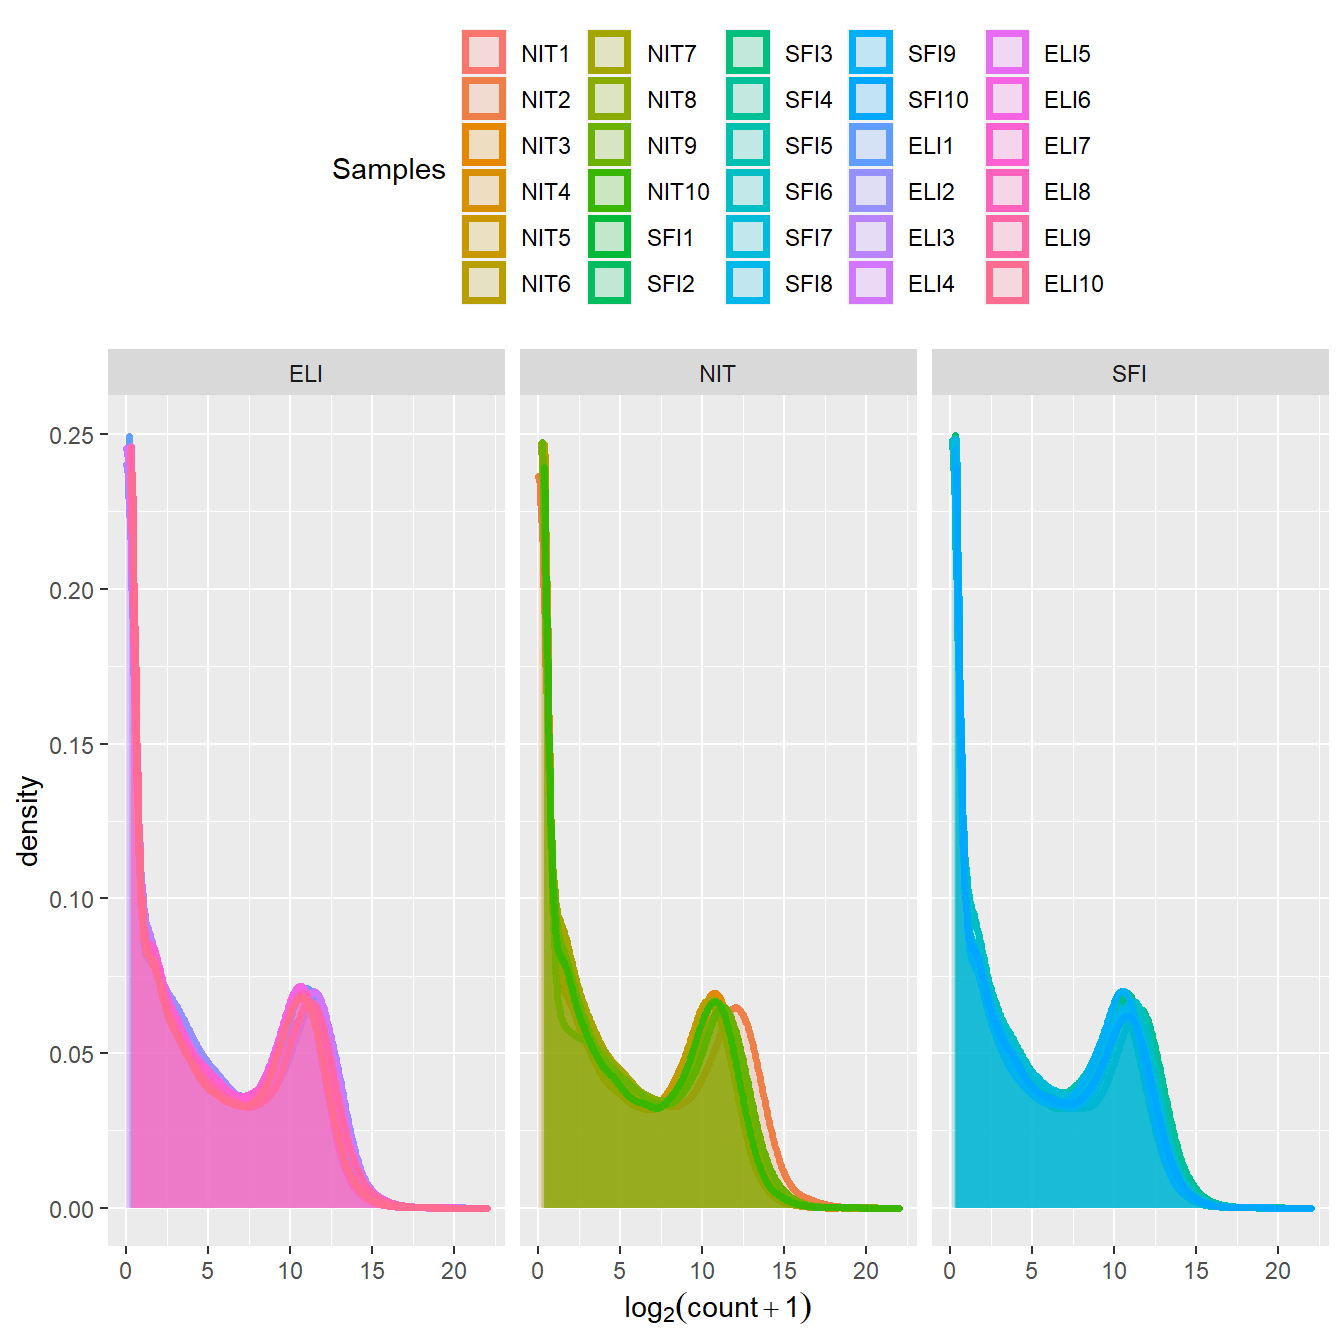 Samples
NIT1 NIT7 SFI3 SFI9 ELI5
NIT2 NIT8 SFI4 SFI10 ELI6
NIT3 NIT9 SFI5 ELI1 ELI7
NIT4 NIT10 SFI6 ELI2 ELI8
NIT5 SFI1 SFI7 ELI3 ELI9
NIT6 SFI2 SFI8 ELI4 ELI10
ELI NIT SFI
density
0.25
0.20
0.15
0.10
0.05
0.00
0 5 10 15 20 0 5 10 15 20 0 5 10 15 20
log₂(count+1)